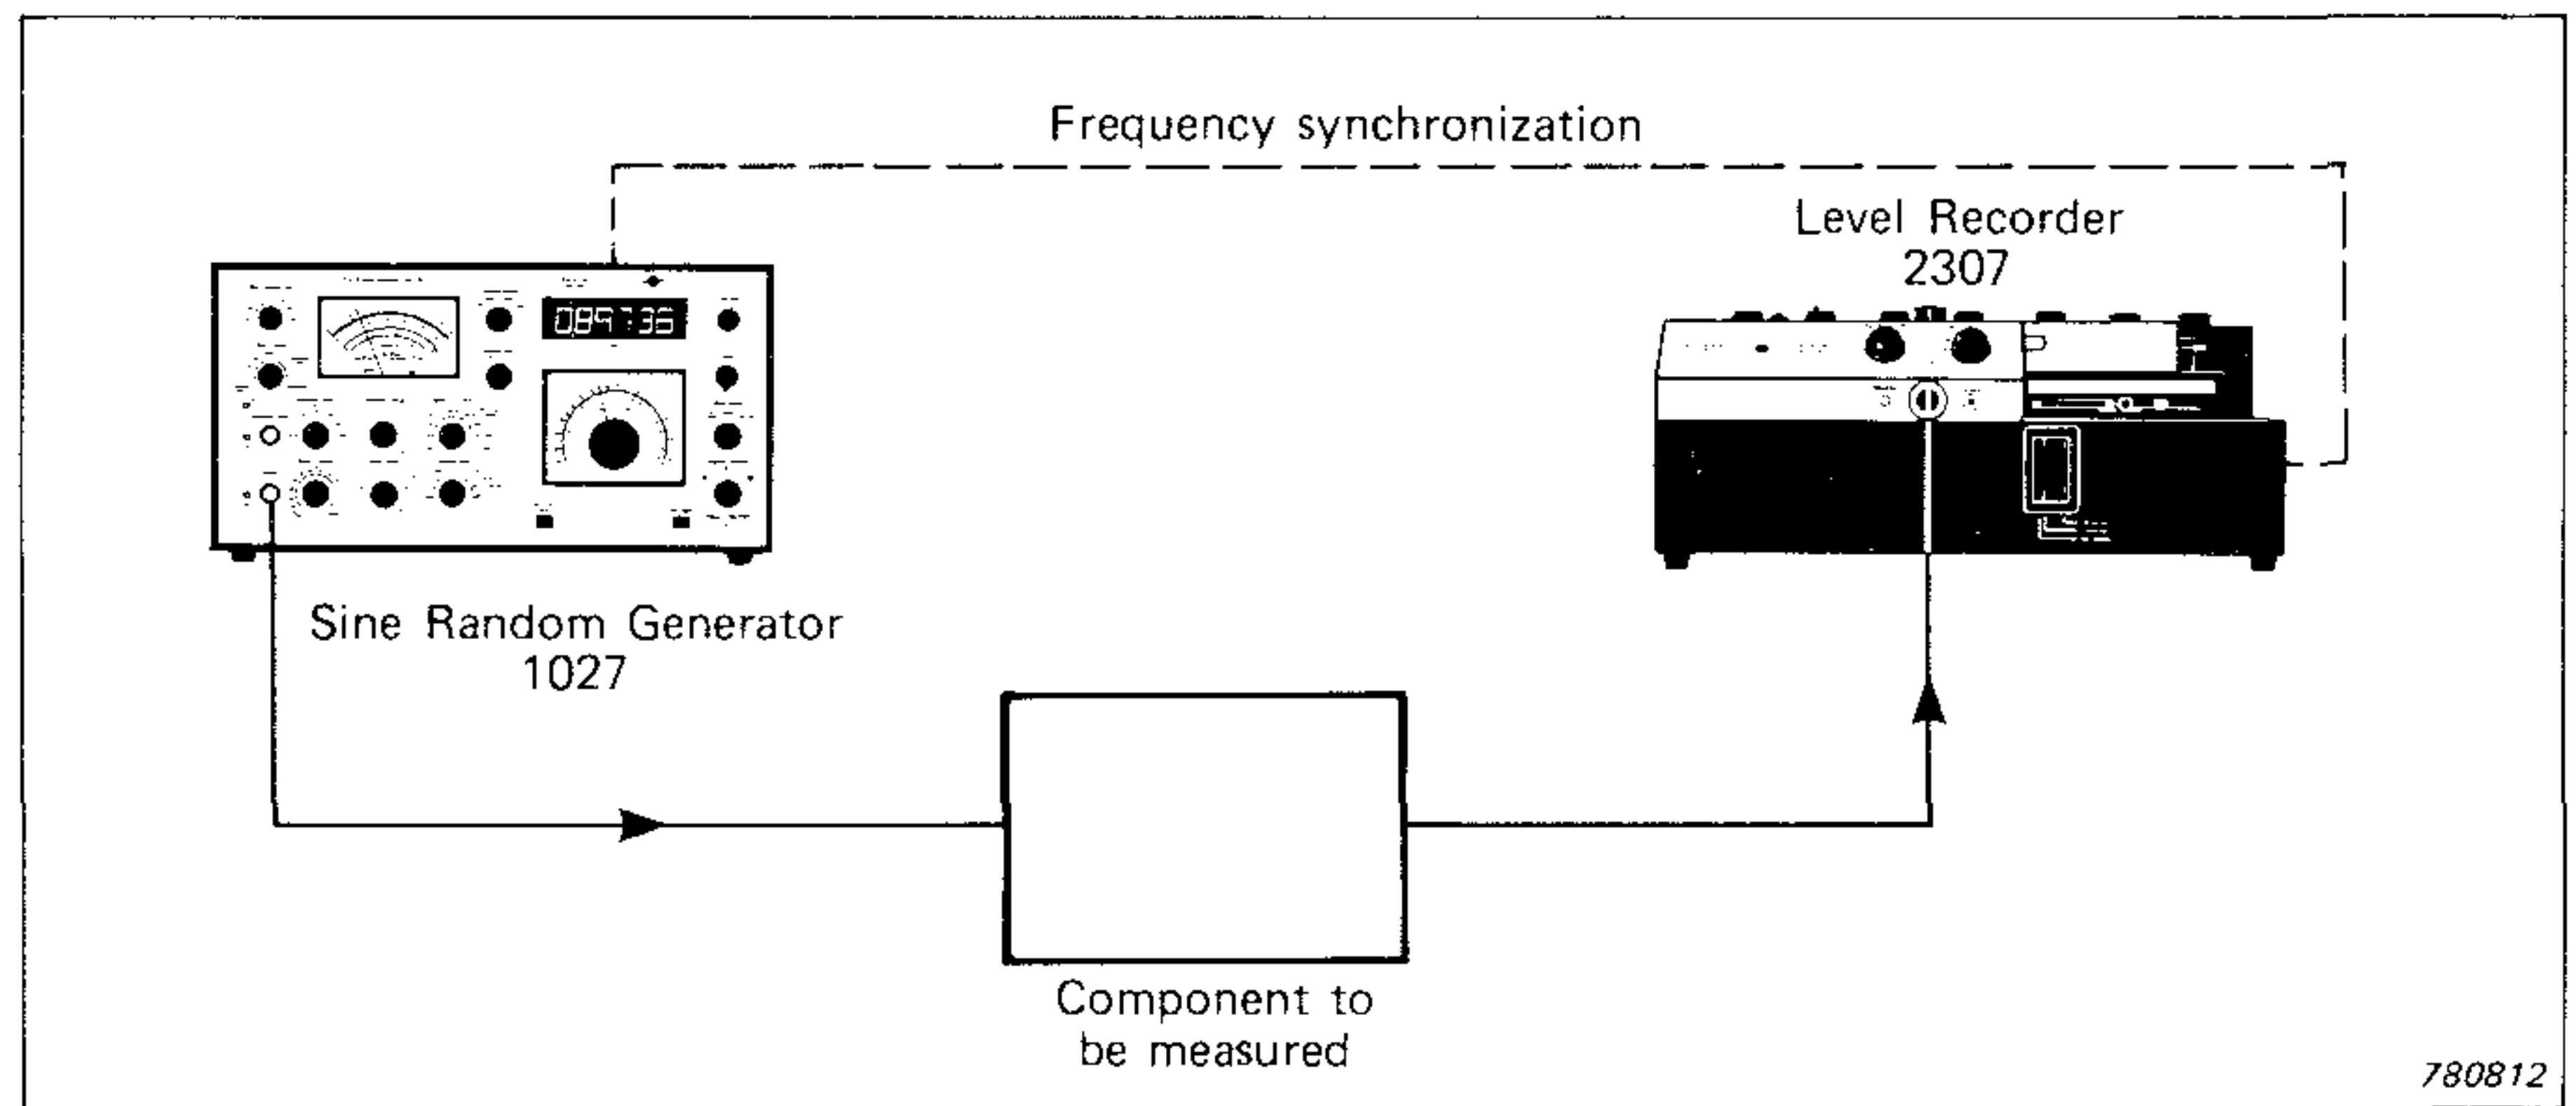 Frequency synchronization
Level Recorder
2307
Sine Random Generator
1027
Component to
be measured
780812